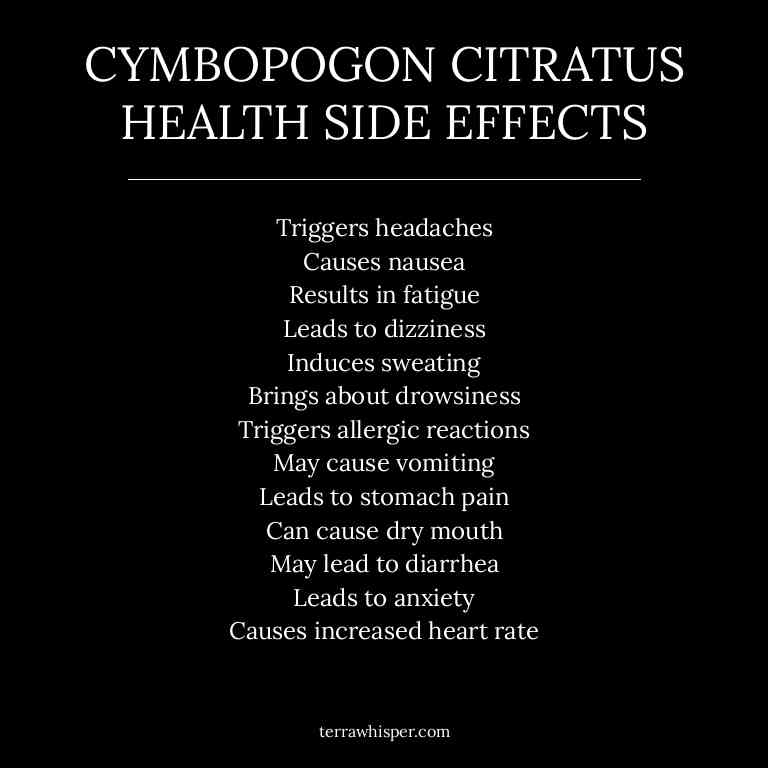 CYMBOPOGON CITRATUS
HEALTH SIDE EFFECTS
Triggers headaches
Causes nausea
Results in fatigue
Leads to dizziness
Induces sweating
Brings about drowsiness
Triggers allergic reactions
May cause vomiting
Leads to stomach pain
Can cause dry mouth
May lead to diarrhea
Leads to anxiety
Causes increased heart rate
terrawhisper.com